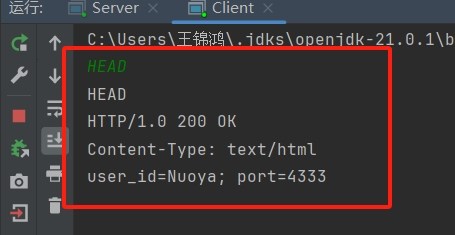 运行: Server Client
C:\Users\王锦鸿\.jdks\openjdk-21.0.1\b
HEAD
HEAD
HTTP/1.0 200 OK
Content-Type: text/html
user_id=Nuoya; port=4333